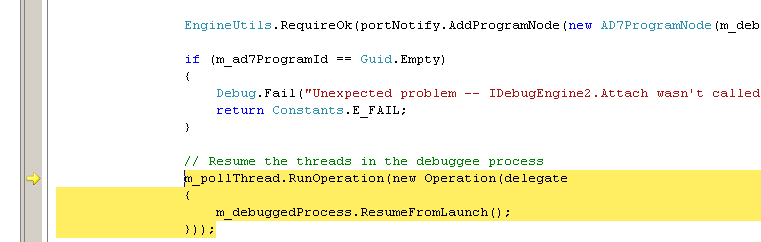 EngineUtils.RequireOk(portNotify.AddProgramNode(new AD7ProgramNode(m_deb
if (m_ad7ProgramId == Guid.Empty)
{
Debug.Fail("Unexpected problem -- IDebugEngine2.Attach wasn't called
return Constants.E_FAIL;
}
// Resume the threads in the debuggee process
m_pollThread.RunOperation(new Operation(delegate
{
m_debuggedProcess.ResumeFromLaunch();
}));